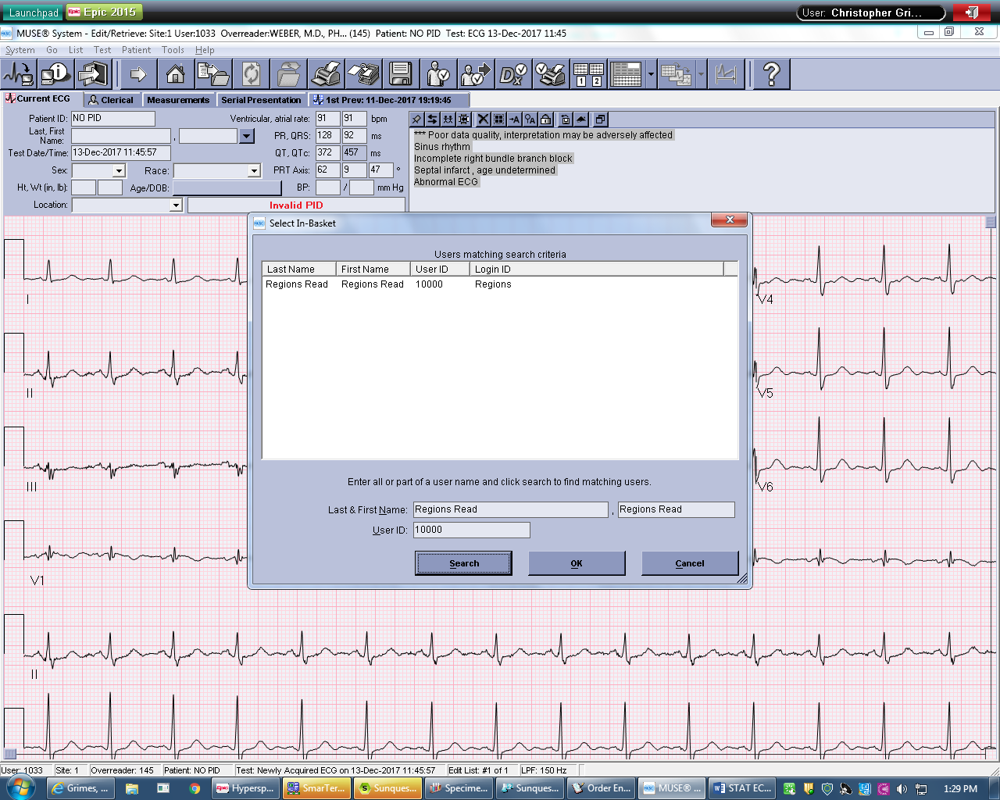 Launchpad Epic Epic 2015 User: Christopher Gri...
MUSE® System - Edit/Retrieve: Site:1 User:1033 Overreader:WEBER, M.D., PH... (145) Patient: NO PID Test: ECG 13-Dec-2017 11:45
System Go List Test Patient Tools Help
Dx 1 2 ?
Current ECG Clerical Measurements Serial Presentation 1st Prev: 11-Dec-2017 19:19:45
Patient ID: NO PID Ventricular, atrial rate: 91 91 bpm
Last, First Name: , PR, QRS: 128 92 ms
Test Date/Time: 13-Dec-2017 11:45:57 QT, QTc: 372 457 ms
Sex: Race: PRT Axis: 62 9 47 °
Ht, Wt (in, lb): Age/DOB: BP: / mm Hg
Location: Invalid PID
*** Poor data quality, interpretation may be adversely affected
Sinus rhythm
Incomplete right bundle branch block
Septal infarct , age undetermined
Abnormal ECG
Select In-Basket
Users matching search criteria
Last Name First Name User ID Login ID
Regions Read Regions Read 10000 Regions
Enter all or part of a user name and click search to find matching users.
Last & First Name: Regions Read , Regions Read
User ID: 10000
Search OK Cancel
I
V4
II
V5
III
V6
V1
II
User: 1033 Site: 1 Overreader: 145 Patient: NO PID Test: Newly Acquired ECG on 13-Dec-2017 11:45:57 Edit List: #1 of 1 LPF: 150 Hz
Grimes, ... Epic Hypersp... SmarTer... Sunques... Specime... Sunques... Order En... MUSE® ... STAT EC... 1:29 PM